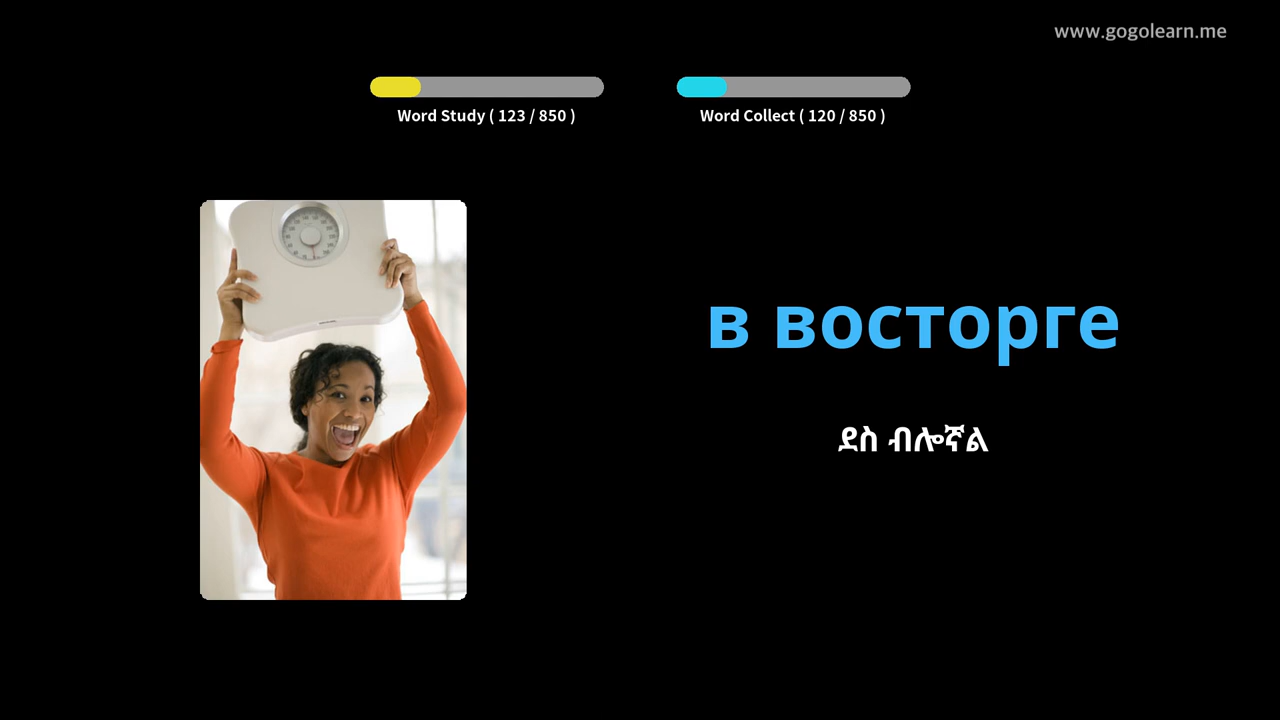 www.gogolearn.me
Word Study ( 123 / 850 )
Word Collect ( 120 / 850 )
в восторге
ደስ ብሎኛል